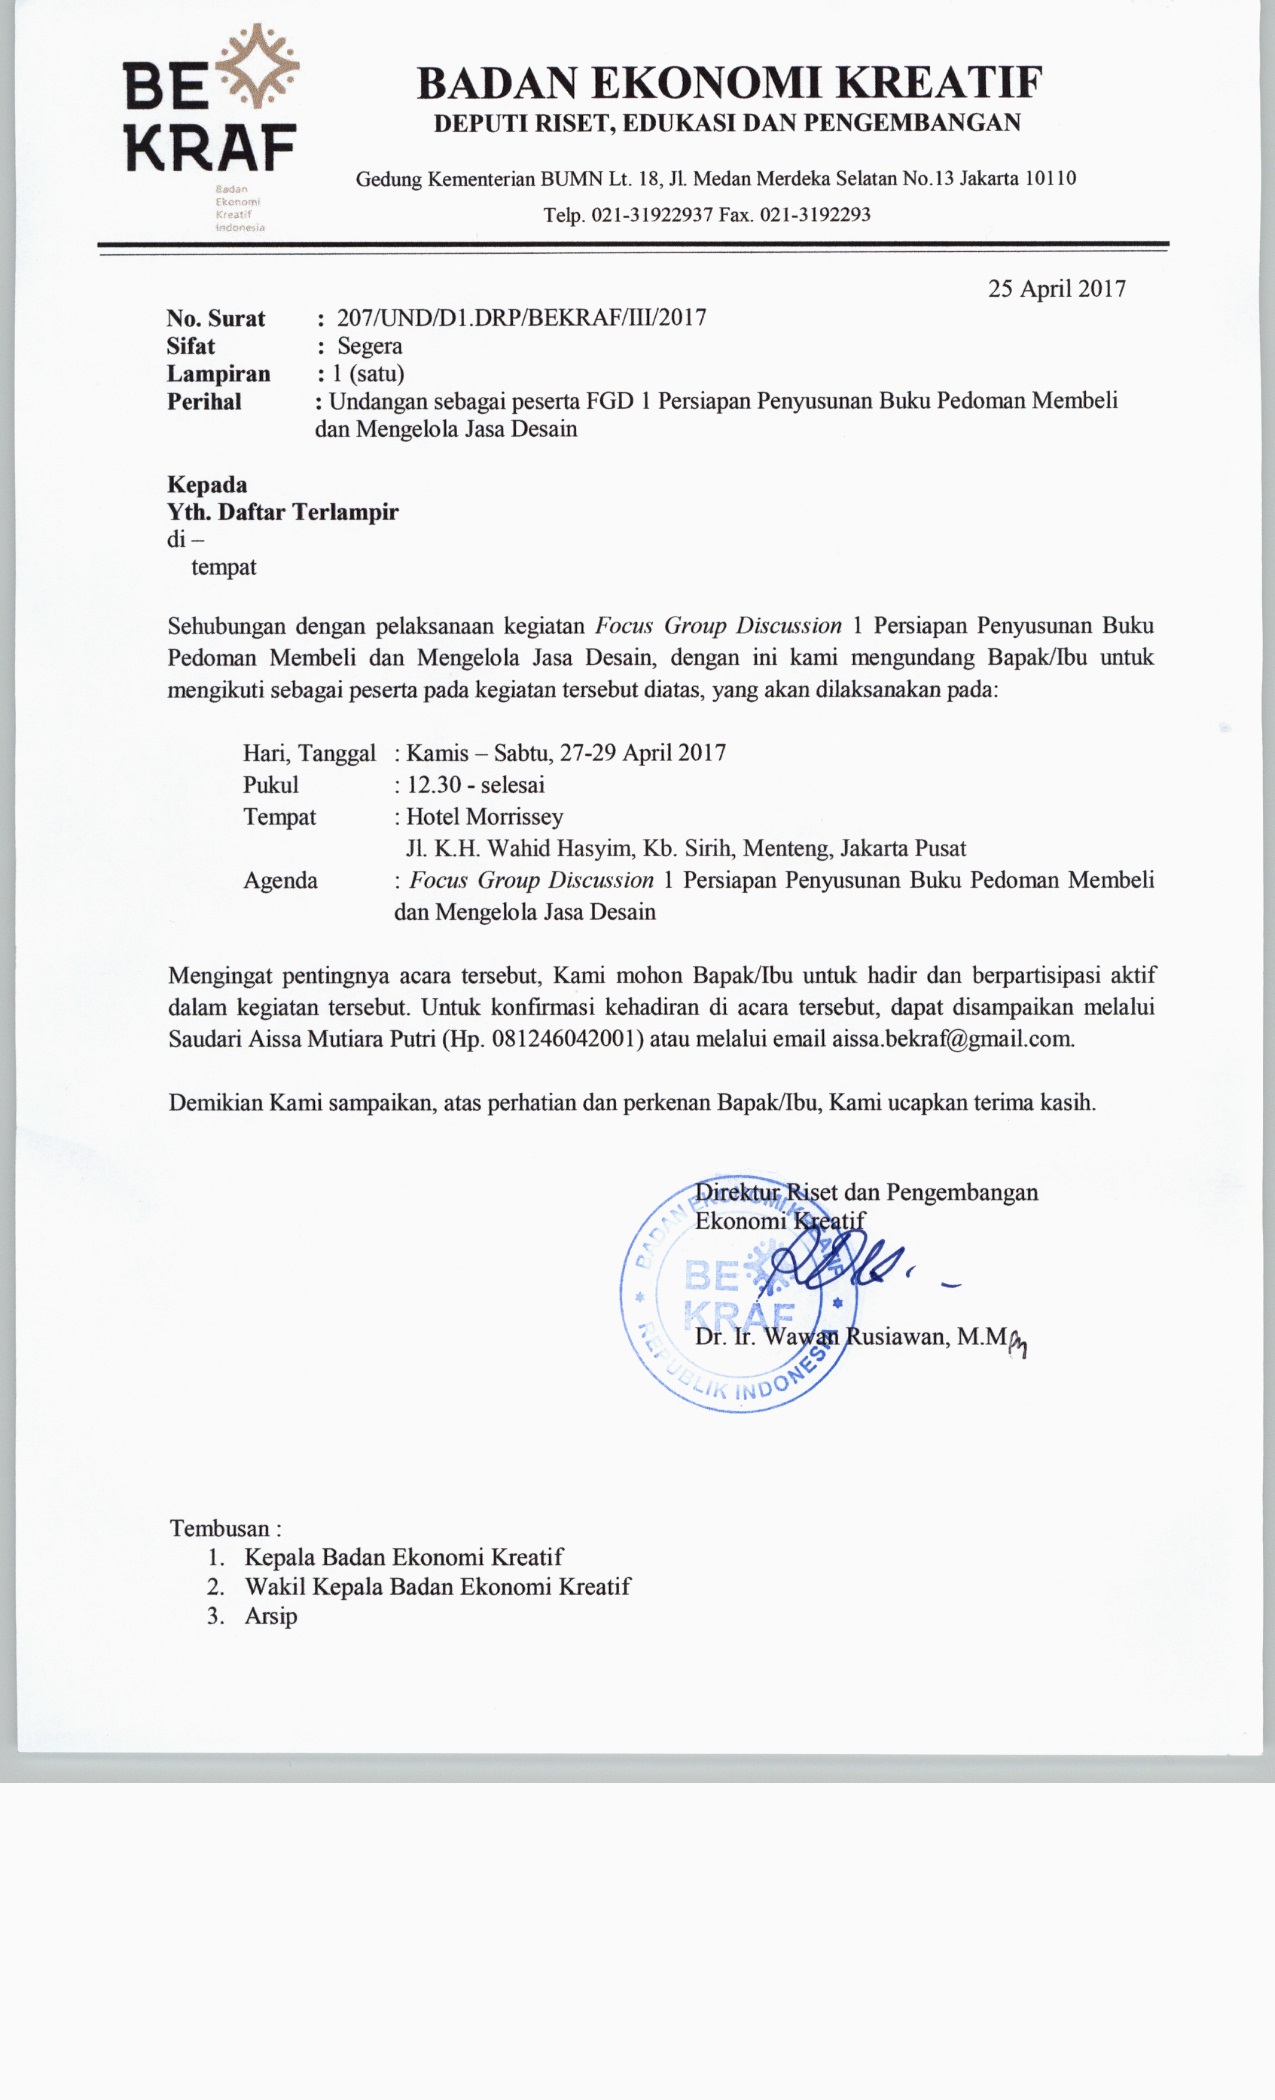 BE
KRAF
Badan
Ekonomi
Kreatif
Indonesia
BADAN EKONOMI KREATIF
DEPUTI RISET, EDUKASI DAN PENGEMBANGAN
Gedung Kementerian BUMN Lt. 18, Jl. Medan Merdeka Selatan No.13 Jakarta 10110
Telp. 021-31922937 Fax. 021-3192293
25 April 2017
No. Surat : 207/UND/D1.DRP/BEKRAF/III/2017
Sifat : Segera
Lampiran : 1 (satu)
Perihal : Undangan sebagai peserta FGD 1 Persiapan Penyusunan Buku Pedoman Membeli
dan Mengelola Jasa Desain
Kepada
Yth. Daftar Terlampir
di –
tempat
Sehubungan dengan pelaksanaan kegiatan Focus Group Discussion 1 Persiapan Penyusunan Buku
Pedoman Membeli dan Mengelola Jasa Desain, dengan ini kami mengundang Bapak/Ibu untuk
mengikuti sebagai peserta pada kegiatan tersebut diatas, yang akan dilaksanakan pada:
Hari, Tanggal : Kamis – Sabtu, 27-29 April 2017
Pukul : 12.30 - selesai
Tempat : Hotel Morrissey
Jl. K.H. Wahid Hasyim, Kb. Sirih, Menteng, Jakarta Pusat
Agenda : Focus Group Discussion 1 Persiapan Penyusunan Buku Pedoman Membeli
dan Mengelola Jasa Desain
Mengingat pentingnya acara tersebut, Kami mohon Bapak/Ibu untuk hadir dan berpartisipasi aktif
dalam kegiatan tersebut. Untuk konfirmasi kehadiran di acara tersebut, dapat disampaikan melalui
Saudari Aissa Mutiara Putri (Hp. 081246042001) atau melalui email aissa.bekraf@gmail.com.
Demikian Kami sampaikan, atas perhatian dan perkenan Bapak/Ibu, Kami ucapkan terima kasih.
Direktur Riset dan Pengembangan
Ekonomi Kreatif
BADAN EKONOMI KREATIF
BE
KRAF
REPUBLIK INDONESIA
Dr. Ir. Wawan Rusiawan, M.M
Tembusan :
1. Kepala Badan Ekonomi Kreatif
2. Wakil Kepala Badan Ekonomi Kreatif
3. Arsip